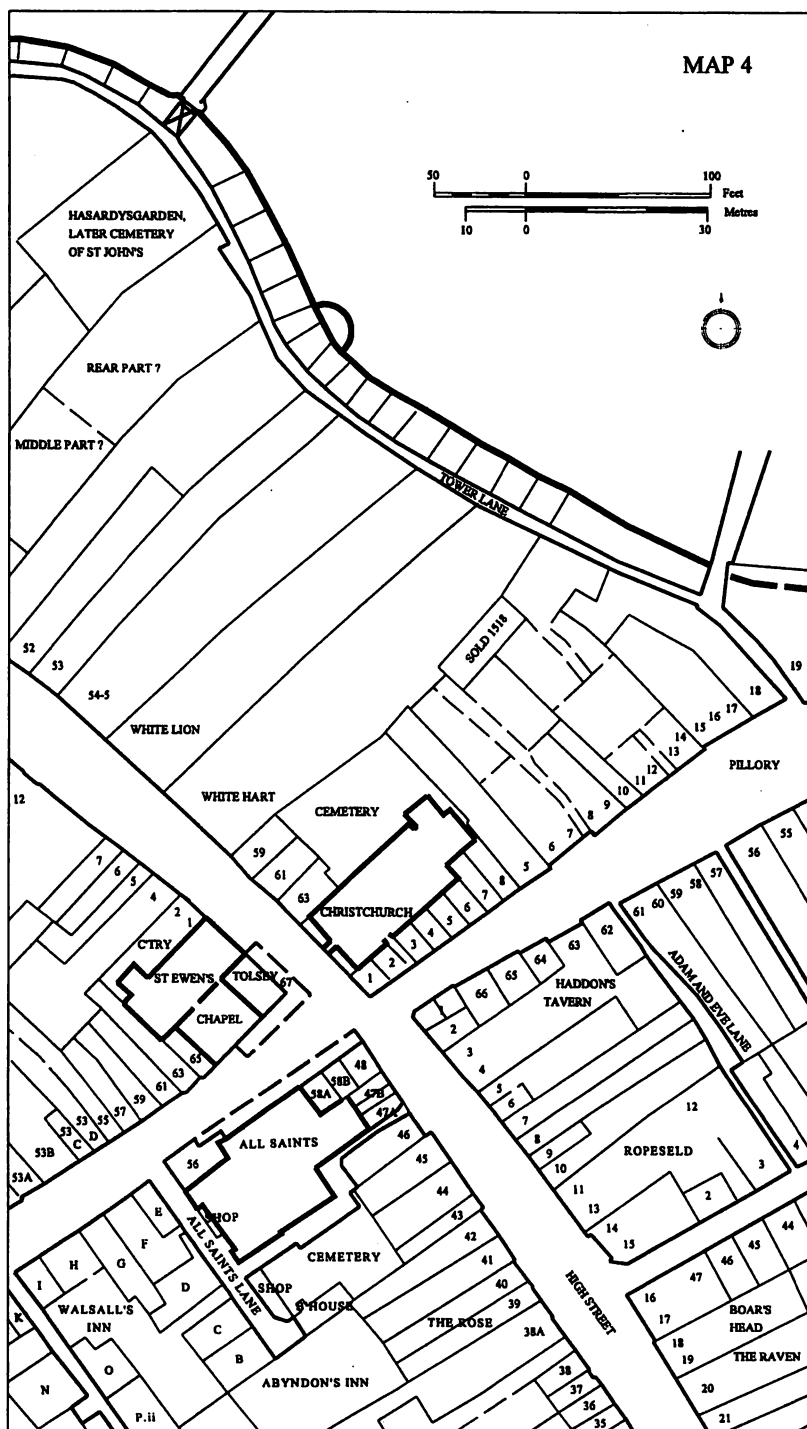 MAP 4
50 0 100
Feet
Metres
10 0 30
HASARDYSGARDEN,
LATER CEMETERY
OF ST JOHN'S
REAR PART ?
MIDDLE PART ?
TOWER LANE
SOLD 1518
52
53
54-5
WHITE LION
WHITE HART
CEMETERY
59
61
63
CHRISTCHURCH
1
2
3
4
5
6
7
8
5
6
7
8
9
10
11
12
13
14
15
16
17
18
19
PILLORY
12
7
6
5
4
2
1
C'TRY
ST EWEN'S
TOLSEY
67
CHAPEL
65
63
61
59
57
55
53
D
53
C
53B
53A
56
55
57
58
59
60
61
ADAM AND EVE LANE
62
63
64
65
66
HADDON'S
TAVERN
2
3
4
5
6
7
8
9
10
11
13
14
15
12
ROPESELD
2
3
4
58A
58B
48
47B
47A
46
45
44
43
42
41
40
39
38A
38
37
36
35
ALL SAINTS
56
SHOP
ALL SAINTS LANE
CEMETERY
SHOP
B HOUSE
THE ROSE
ABYNDON'S INN
HIGH STREET
E
F
G
H
I
K
D
C
B
WALSALL'S
INN
O
N
P.ii
16
17
18
19
20
21
47
46
45
44
BOAR'S
HEAD
THE RAVEN